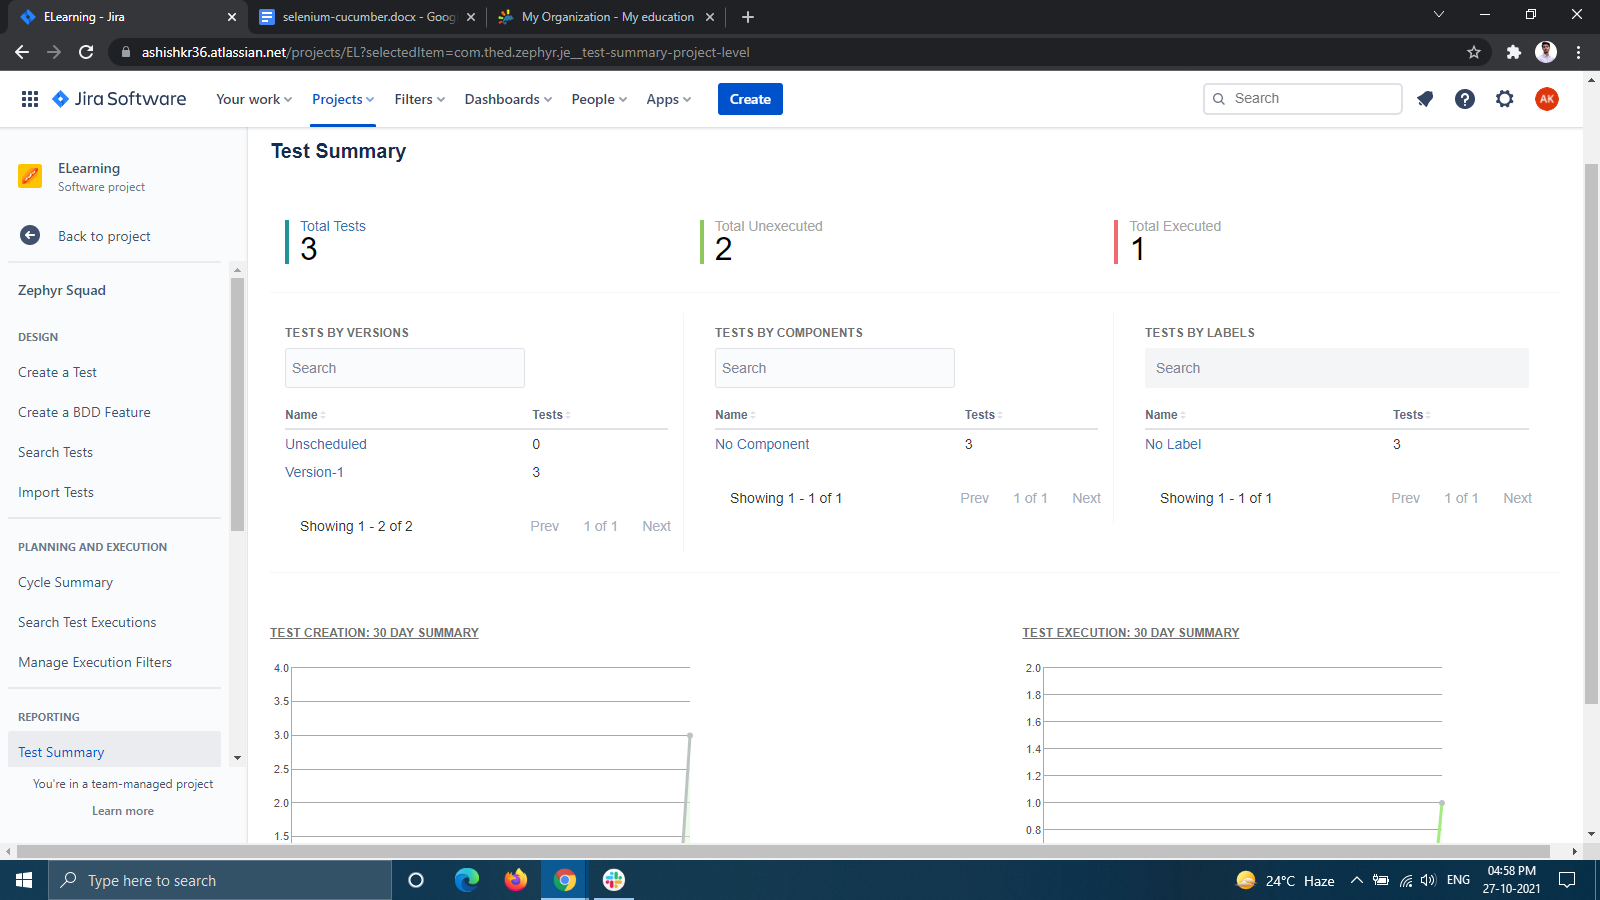 ELearning - Jira
selenium-cucumber.docx - Goog
My Organization - My education
ashishkr36.atlassian.net/projects/EL?selectedItem=com.thed.zephyr.je__test-summary-project-level
Jira Software
Your work
Projects
Filters
Dashboards
People
Apps
Create
Search
AK
ELearning
Software project
Back to project
Zephyr Squad
DESIGN
Create a Test
Create a BDD Feature
Search Tests
Import Tests
PLANNING AND EXECUTION
Cycle Summary
Search Test Executions
Manage Execution Filters
REPORTING
Test Summary
You're in a team-managed project
Learn more
Test Summary
Total Tests
3
Total Unexecuted
2
Total Executed
1
TESTS BY VERSIONS
Search
Name Tests
Unscheduled 0
Version-1 3
Showing 1 - 2 of 2 Prev 1 of 1 Next
TESTS BY COMPONENTS
Search
Name Tests
No Component 3
Showing 1 - 1 of 1 Prev 1 of 1 Next
TESTS BY LABELS
Search
Name Tests
No Label 3
Showing 1 - 1 of 1 Prev 1 of 1 Next
TEST CREATION: 30 DAY SUMMARY
4.0
3.5
3.0
2.5
2.0
1.5
TEST EXECUTION: 30 DAY SUMMARY
2.0
1.8
1.6
1.4
1.2
1.0
0.8
Type here to search
24°C Haze
ENG
04:58 PM
27-10-2021